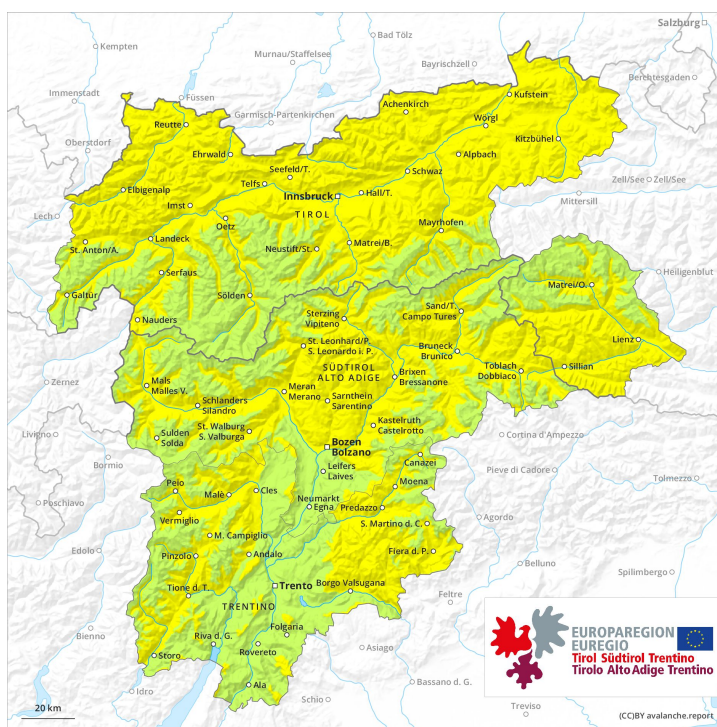 Salzburg
Kempten
Bad Tölz
Murnau/Staffelsee
Bayrischzell
Berchtesgaden
Immenstadt
Füssen
Garmisch-Partenkirchen
Achenkirch
Kufstein
Reutte
Wörgl
Oberstdorf
Ehrwald
Kitzbühel
Alpbach
Seefeld/T.
Schwaz
Zell/See
Zell/See
Elbigenalp
Telfs
Innsbruck
Hall/T.
Mittersill
Imst
Lech
Oetz
TIROL
Mayrhofen
St. Anton/A.
Landeck
Neustift/St.
Matrei/B.
Heiligenblut
Serfaus
Matrei/O.
Galtür
Sölden
Nauders
Sterzing
Vipiteno
Sand/T.
Campo Tures
Lienz
St. Leonhard/P.
S. Leonardo i. P.
Bruneck
Brunico
Zernez
SÜDTIROL
ALTO ADIGE
Toblach
Dobbiaco
Sillian
Mals
Malles V.
Meran
Merano
Brixen
Bressanone
Schlanders
Silandro
Sarnthein
Sarentino
Livigno
Sulden
Solda
St. Walburg
S. Valburga
Kastelruth
Castelrotto
Cortina d'Ampezzo
Bozen
Bolzano
Bormio
Canazei
Leifers
Laives
Pieve di Cadore
Tolmezzo
Peio
Malè
Cles
Moena
Poschiavo
Neumarkt
Egna
Predazzo
Vermiglio
S. Martino d. C.
Agordo
M. Campiglio
Edolo
Pinzolo
Andalo
Fiera d. P.
Belluno
Spilimbergo
Tione d. T.
Trento
Borgo Valsugana
Feltre
TRENTINO
Bienno
Riva d. G.
Folgaria
Storo
Rovereto
Asiago
Idro
Ala
Schio
Bassano d. G.
Treviso
EUROPAREGION
EUREGIO
Tirol Südtirol Trentino
Tirolo Alto Adige Trentino
20 km
(CC)BY avalanche.report